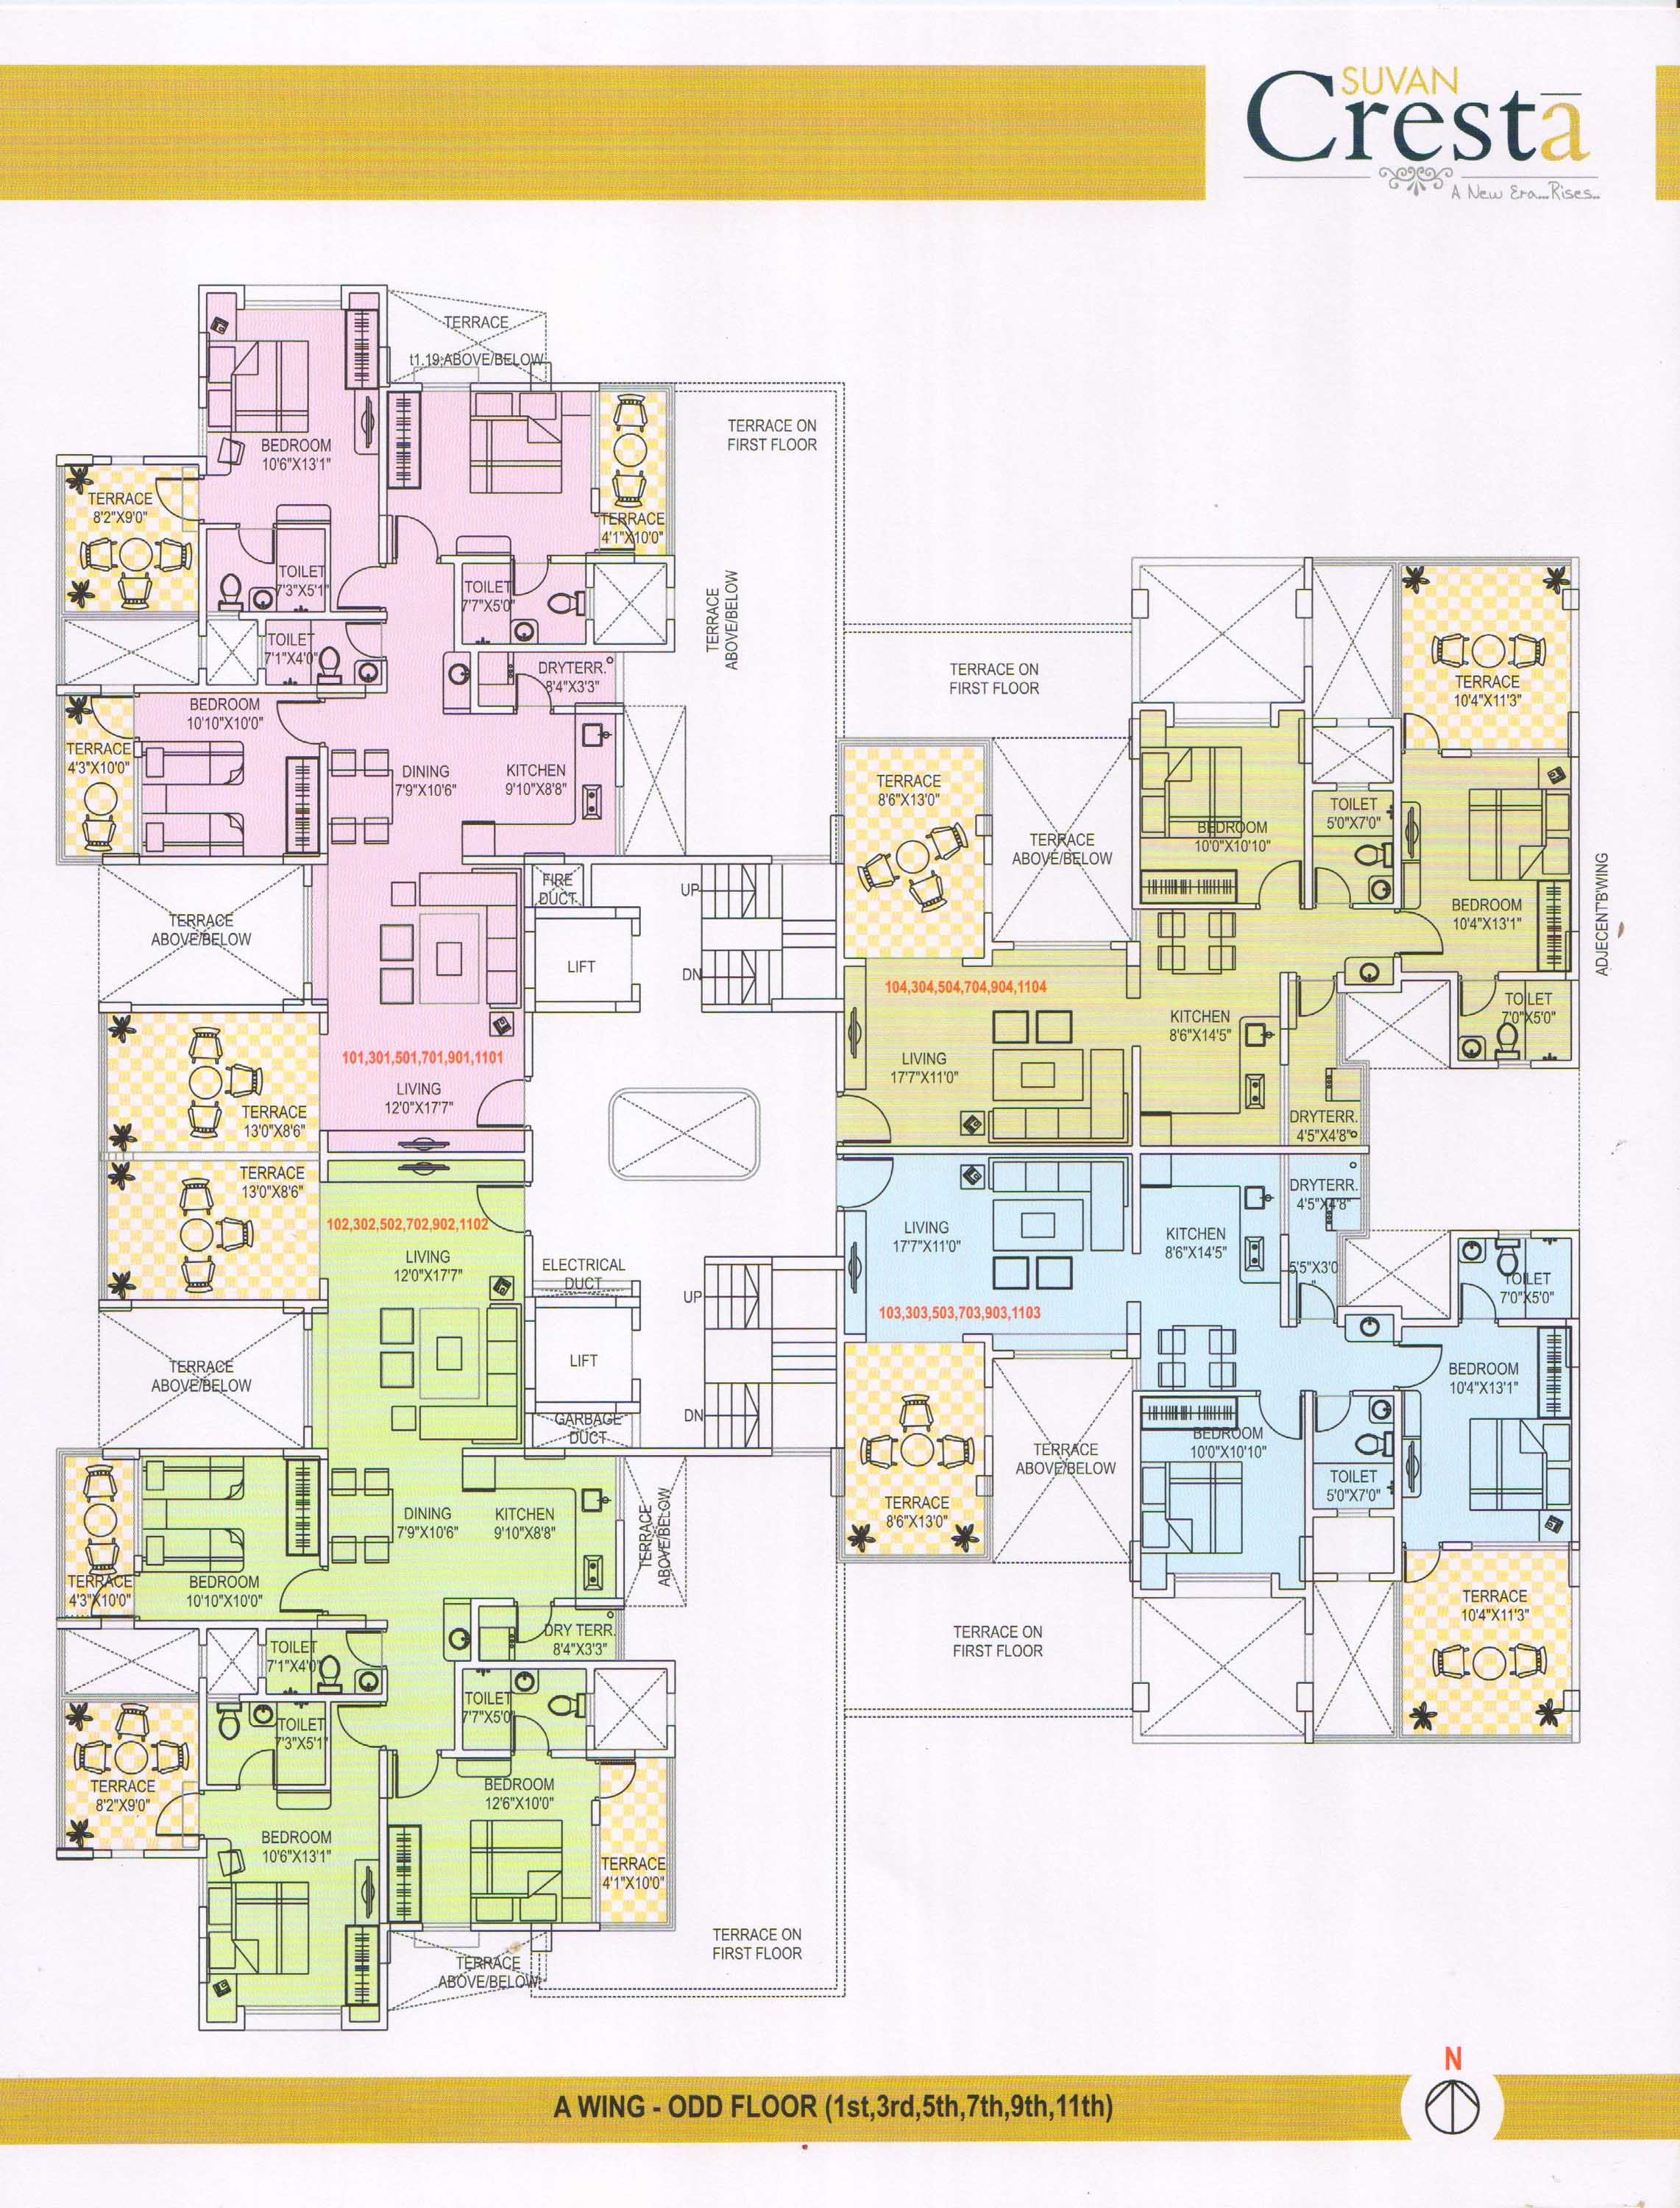 SUVAN
Cresta
A New Era...Rises..
TERRACE
t1.19;ABOVE/BELOW
BEDROOM
10'6"X13'1"
TERRACE ON
FIRST FLOOR
TERRACE
8'2"X9'0"
TERRACE
4'1"X10'0"
TOILET
7'3"X5'1"
TOILET
7'7"X5'0"
TERRACE
ABOVE/BELOW
TOILET
7'1"X4'0"
DRYTERR.
8'4"X3'3"
BEDROOM
10'10"X10'0"
TERRACE
4'3"X10'0"
DINING
7'9"X10'6"
KITCHEN
9'10"X8'8"
TERRACE ON
FIRST FLOOR
TERRACE
10'4"X11'3"
TERRACE
8'6"X13'0"
TERRACE
ABOVE/BELOW
BEDROOM
10'0"X10'10"
TOILET
5'0"X7'0"
BEDROOM
10'4"X13'1"
ADJECENT'B'WING
FIRE
DUCT
UP
TERRACE
ABOVE/BELOW
LIFT
DN
104,304,504,704,904,1104
TOILET
7'0"X5'0"
KITCHEN
8'6"X14'5"
101,301,501,701,901,1101
LIVING
12'0"X17'7"
LIVING
17'7"X11'0"
TERRACE
13'0"X8'6"
DRYTERR.
4'5"X4'8"
TERRACE
13'0"X8'6"
DRYTERR.
4'5"X4'8"
102,302,502,702,902,1102
LIVING
12'0"X17'7"
LIVING
17'7"X11'0"
KITCHEN
8'6"X14'5"
ELECTRICAL
DUCT
5'5"X3'0
"
TOILET
7'0"X5'0"
UP
103,303,503,703,903,1103
TERRACE
ABOVE/BELOW
LIFT
BEDROOM
10'4"X13'1"
GARBAGE
DUCT
DN
BEDROOM
10'0"X10'10"
TERRACE
ABOVE/BELOW
TOILET
5'0"X7'0"
DINING
7'9"X10'6"
KITCHEN
9'10"X8'8"
TERRACE
ABOVE/BELOW
TERRACE
8'6"X13'0"
TERRACE
4'3"X10'0"
BEDROOM
10'10"X10'0"
TERRACE
10'4"X11'3"
TOILET
7'1"X4'0"
DRY TERR.
8'4"X3'3"
TERRACE ON
FIRST FLOOR
TOILET
7'7"X5'0"
TOILET
7'3"X5'1"
TERRACE
8'2"X9'0"
BEDROOM
12'6"X10'0"
BEDROOM
10'6"X13'1"
TERRACE
4'1"X10'0"
TERRACE ON
FIRST FLOOR
TERRACE
ABOVE/BELOW
N
A WING - ODD FLOOR (1st,3rd,5th,7th,9th,11th)